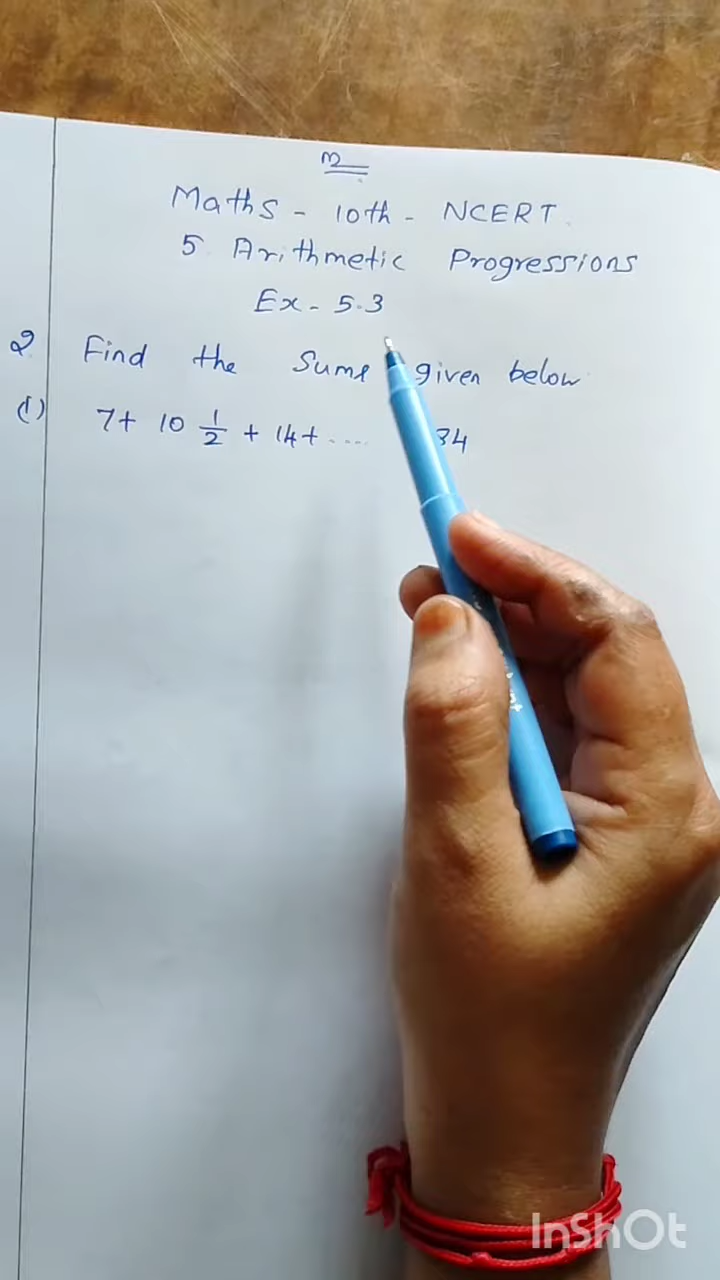 m
Maths - 10th - NCERT.
5. Arithmetic Progressions
Ex - 5.3
2. Find the Sums given below
(i) 7+ 10 1/2 + 14+ .... 84
InShOt